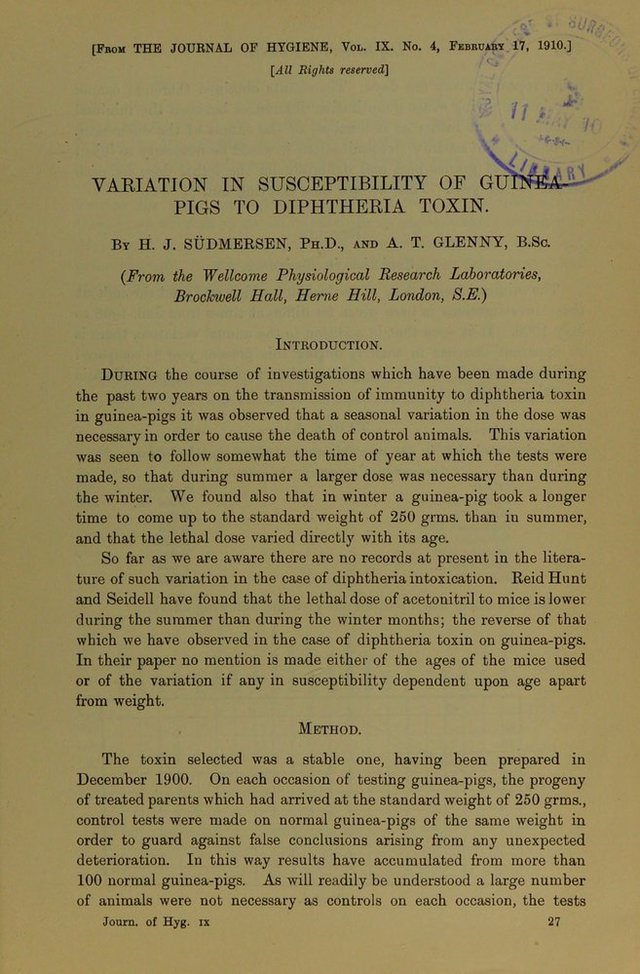 [From THE JOURNAL OF HYGIENE, Vol. IX. No. 4, February 17, 1910.]
[All Rights reserved]
11 MAY 10
LIBRARY
VARIATION IN SUSCEPTIBILITY OF GUINEA-
PIGS TO DIPHTHERIA TOXIN.
By H. J. SÜDMERSEN, Ph.D., and A. T. GLENNY, B.Sc.
(From the Wellcome Physiological Research Laboratories,
Brockwell Hall, Herne Hill, London, S.E.)
Introduction.
During the course of investigations which have been made during
the past two years on the transmission of immunity to diphtheria toxin
in guinea-pigs it was observed that a seasonal variation in the dose was
necessary in order to cause the death of control animals. This variation
was seen to follow somewhat the time of year at which the tests were
made, so that during summer a larger dose was necessary than during
the winter. We found also that in winter a guinea-pig took a longer
time to come up to the standard weight of 250 grms. than in summer,
and that the lethal dose varied directly with its age.
So far as we are aware there are no records at present in the litera-
ture of such variation in the case of diphtheria intoxication. Reid Hunt
and Seidell have found that the lethal dose of acetonitril to mice is lower
during the summer than during the winter months; the reverse of that
which we have observed in the case of diphtheria toxin on guinea-pigs.
In their paper no mention is made either of the ages of the mice used
or of the variation if any in susceptibility dependent upon age apart
from weight.
Method.
The toxin selected was a stable one, having been prepared in
December 1900. On each occasion of testing guinea-pigs, the progeny
of treated parents which had arrived at the standard weight of 250 grms.,
control tests were made on normal guinea-pigs of the same weight in
order to guard against false conclusions arising from any unexpected
deterioration. In this way results have accumulated from more than
100 normal guinea-pigs. As will readily be understood a large number
of animals were not necessary as controls on each occasion, the tests
Journ. of Hyg. ix 27